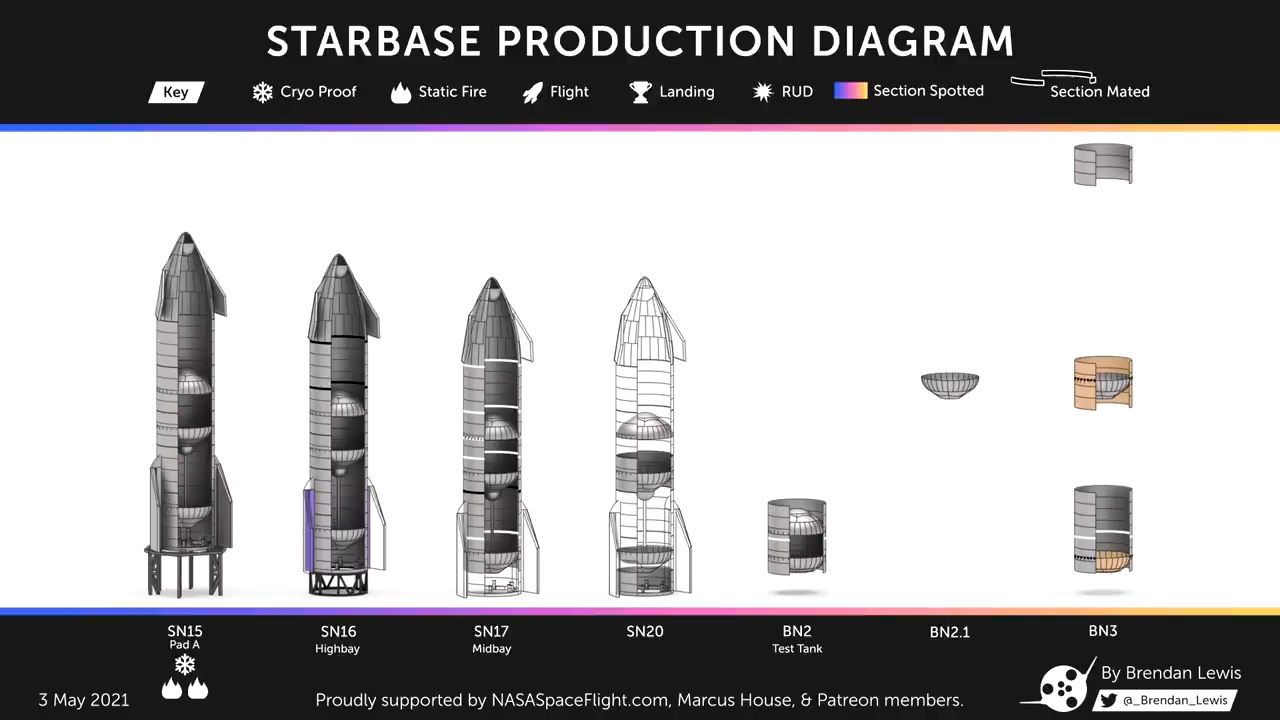 STARBASE PRODUCTION DIAGRAM
Key
Cryo Proof
Static Fire
Flight
Landing
RUD
Section Spotted
Section Mated
SN15
Pad A
SN16
Highbay
SN17
Midbay
SN20
BN2
Test Tank
BN2.1
BN3
3 May 2021
Proudly supported by NASASpaceFlight.com, Marcus House, & Patreon members.
By Brendan Lewis
@_Brendan_Lewis